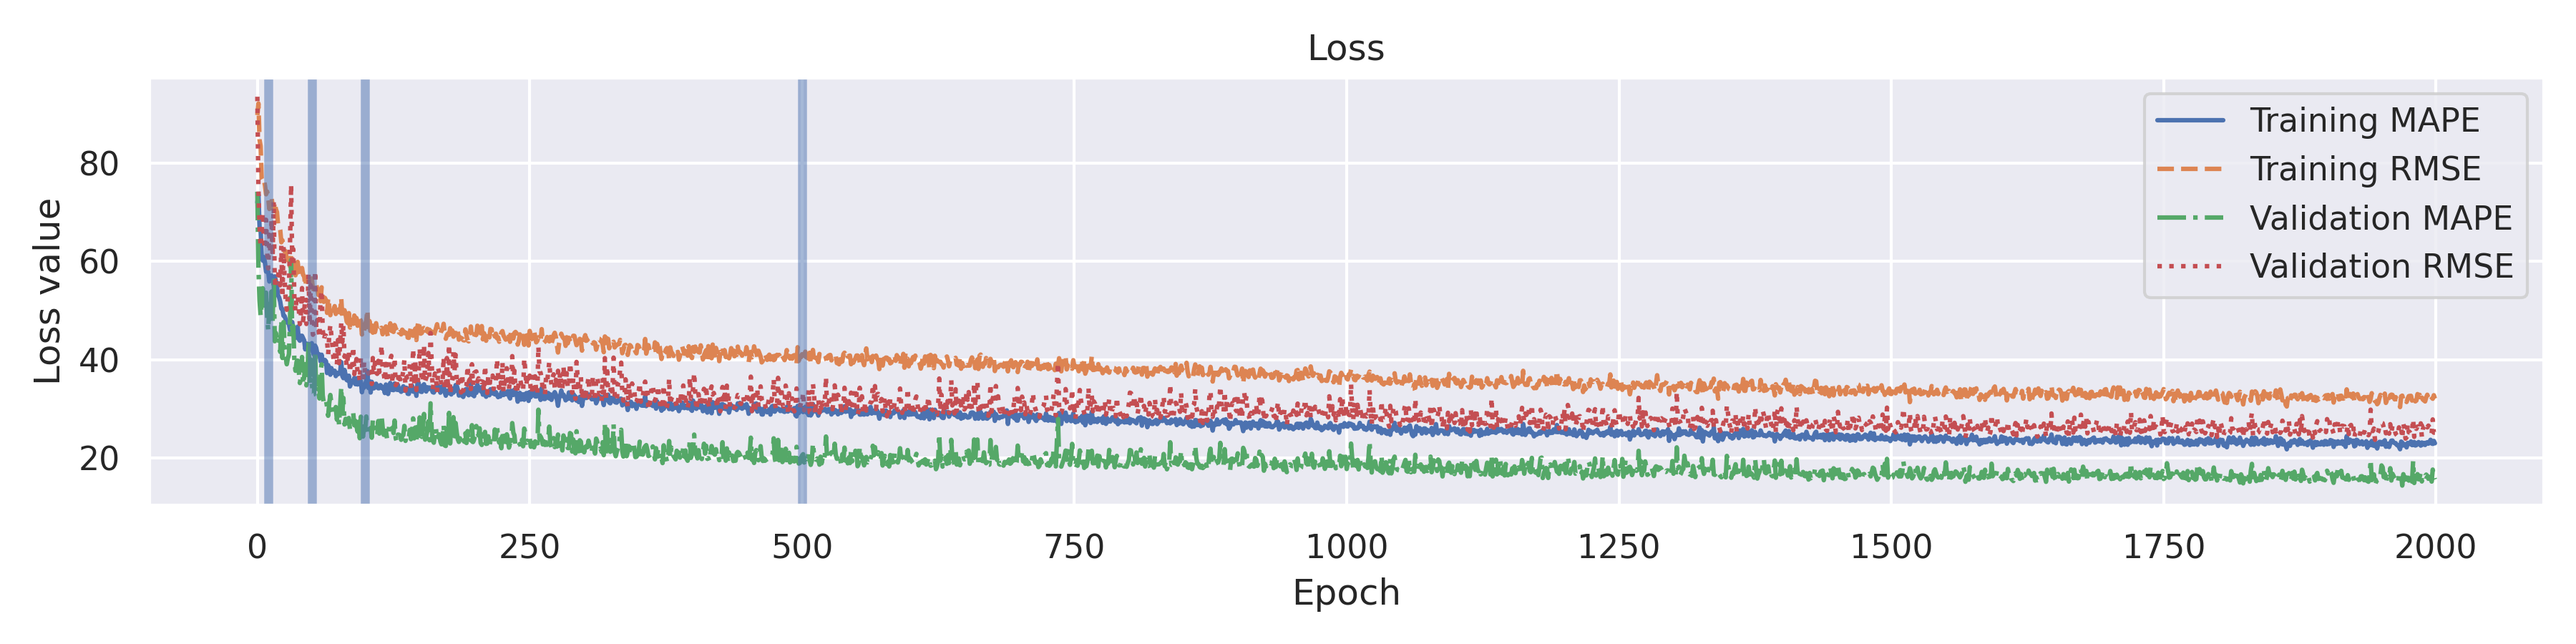 Loss
Loss value
80
60
40
20
Training MAPE
Training RMSE
Validation MAPE
Validation RMSE
0 250 500 750 1000 1250 1500 1750 2000
Epoch